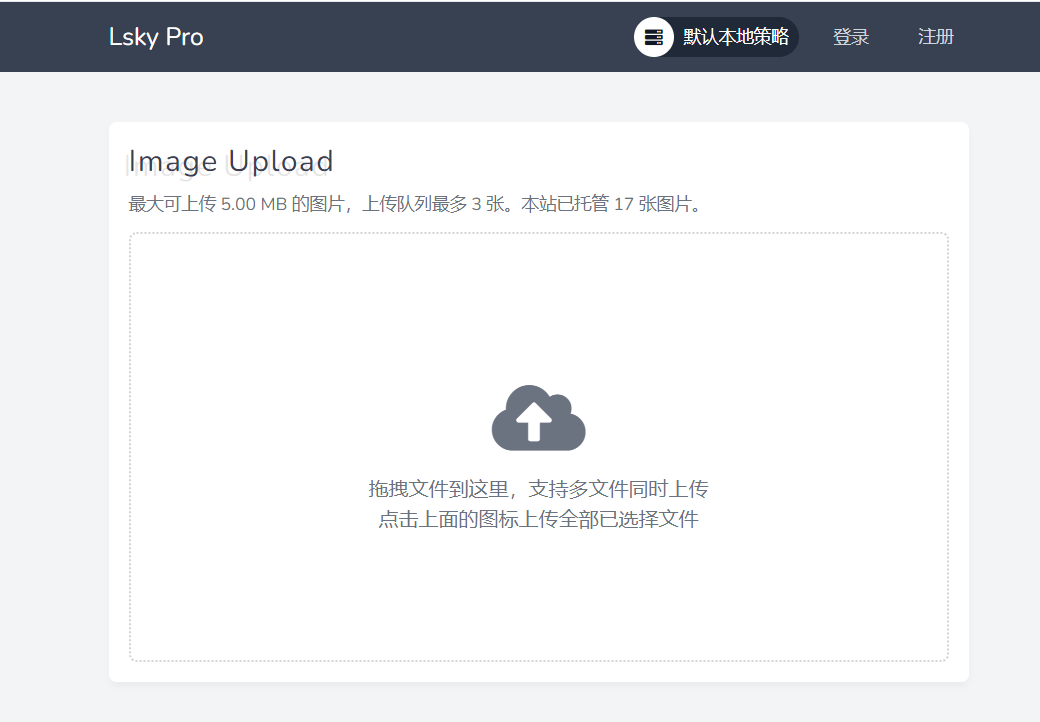 Lsky Pro 默认本地策略 登录 注册
Image Upload
最大可上传 5.00 MB 的图片，上传队列最多 3 张。本站已托管 17 张图片。
拖拽文件到这里，支持多文件同时上传
点击上面的图标上传全部已选择文件